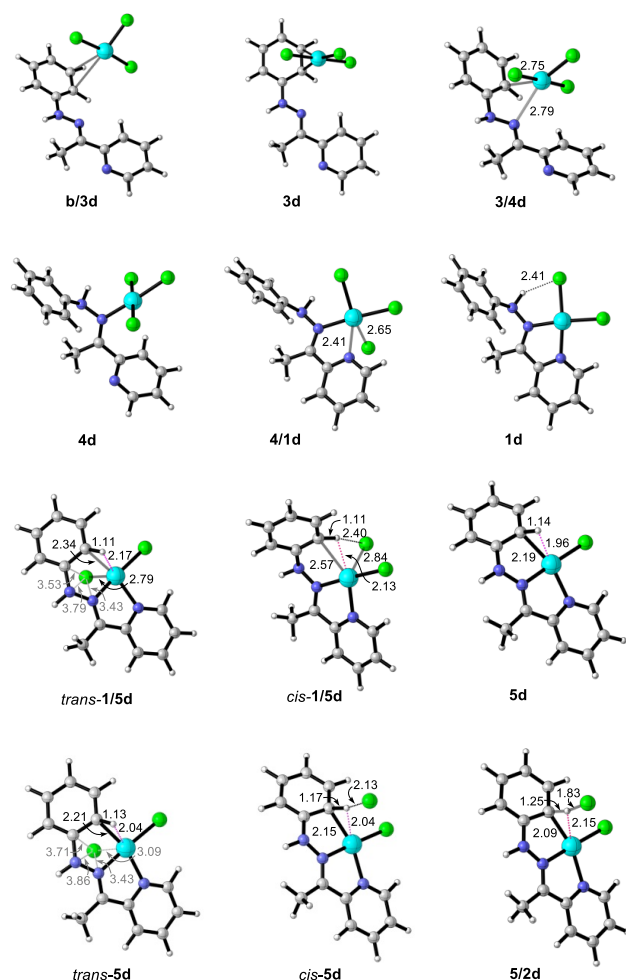 2.75
2.79
b/3d
3d
3/4d
2.41
2.41
2.65
4d
4/1d
1d
1.11
2.34
2.17
3.53
2.79
3.79
3.43
1.11
2.40
2.84
2.57
2.13
1.14
1.96
2.19
trans-1/5d
cis-1/5d
5d
1.13
2.21
2.04
3.71
3.09
3.86
3.43
2.13
1.17
2.04
2.15
1.83
1.25
2.15
2.09
trans-5d
cis-5d
5/2d